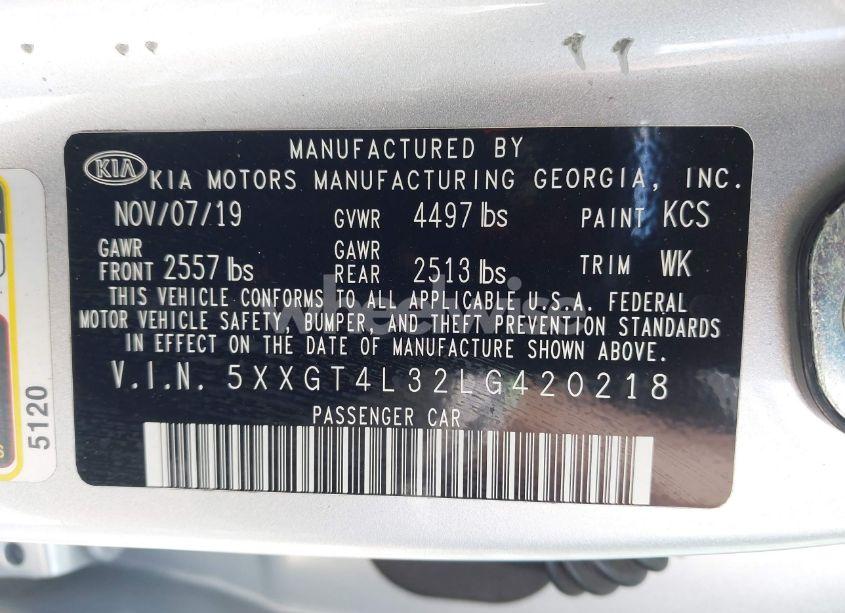 MANUFACTURED BY
KIA KIA MOTORS MANUFACTURING GEORGIA, INC.
NOV/07/19 GVWR 4497 lbs PAINT KCS
GAWR FRONT 2557 lbs GAWR REAR 2513 lbs TRIM WK
THIS VEHICLE CONFORMS TO ALL APPLICABLE U.S.A. FEDERAL
MOTOR VEHICLE SAFETY, BUMPER, AND THEFT PREVENTION STANDARDS
IN EFFECT ON THE DATE OF MANUFACTURE SHOWN ABOVE.
V.I.N. 5XXGT4L32LG420218
PASSENGER CAR
5120
wheelwise